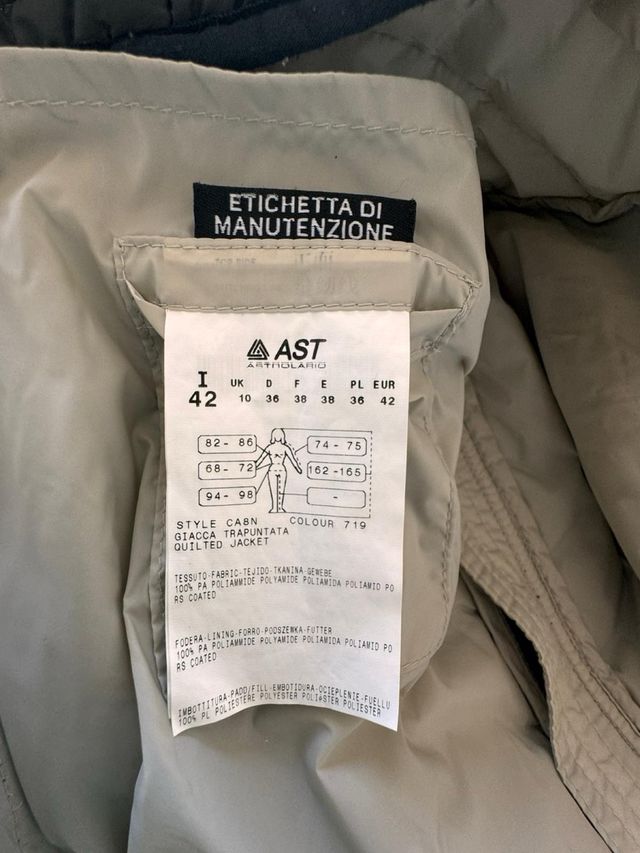 ETICHETTA DI
MANUTENZIONE
AST
ASTROLARIO
I UK D F E PL EUR
42 10 36 38 38 36 42
82 - 86 74 - 75
68 - 72 162 -165
94 - 98 -
STYLE CA8N COLOUR 719
GIACCA TRAPUNTATA
QUILTED JACKET
TESSUTO-FABRIC-TEJIDO-TKANINA-GEWEBE
100% PA POLIAMMIDE POLYAMIDE POLIAMIDA POLIAMID PO
RS COATED
FODERA-LINING-FORRO-PODSZEWKA-FUTTER
100% PA POLIAMMIDE POLYAMIDE POLIAMIDA POLIAMID PO
RS COATED
IMBOTTITURA-PADD/FILL-EMBOTIDURA-OCIEPLENIE-FUELLU
100% PL POLIESTERE POLYESTER POLIéSTER POLIESTER